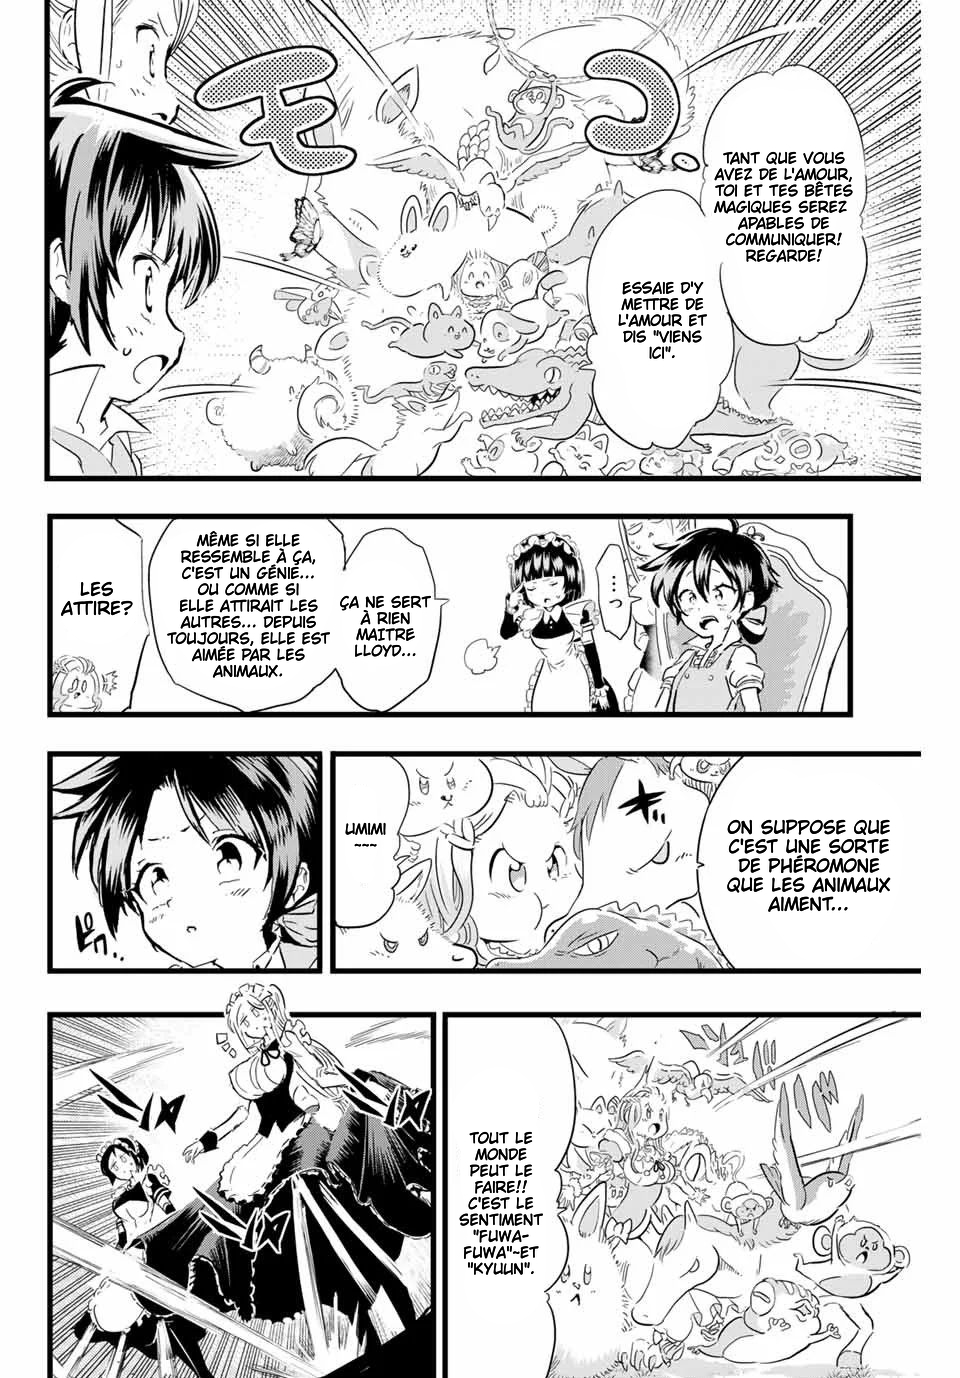 TANT QUE VOUS
AVEZ DE L'AMOUR,
TOI ET TES BÊTES
MAGIQUES SEREZ
APABLES DE
COMMUNIQUER!
REGARDE!
ESSAIE D'Y
METTRE DE
L'AMOUR ET
DIS "VIENS
ICI".
モコ
…っ
ÇA NE SERT
À RIEN
MAITRE
LLOYD...
MÊME SI ELLE
RESSEMBLE À ÇA,
C'EST UN GÉNIE...
OU COMME SI
ELLE ATTIRAIT LES
AUTRES... DEPUIS
TOUJOURS, ELLE EST
AIMÉE PAR LES
ANIMAUX.
LES
ATTIRE?
ON SUPPOSE QUE
C'EST UNE SORTE
DE PHÉROMONE
QUE LES ANIMAUX
AIMENT...
UMIMI
~~~
TOUT LE
MONDE
PEUT LE
FAIRE!!
C'EST LE
SENTIMENT
"FUWA-
FUWA"~ET
"KYUUN".